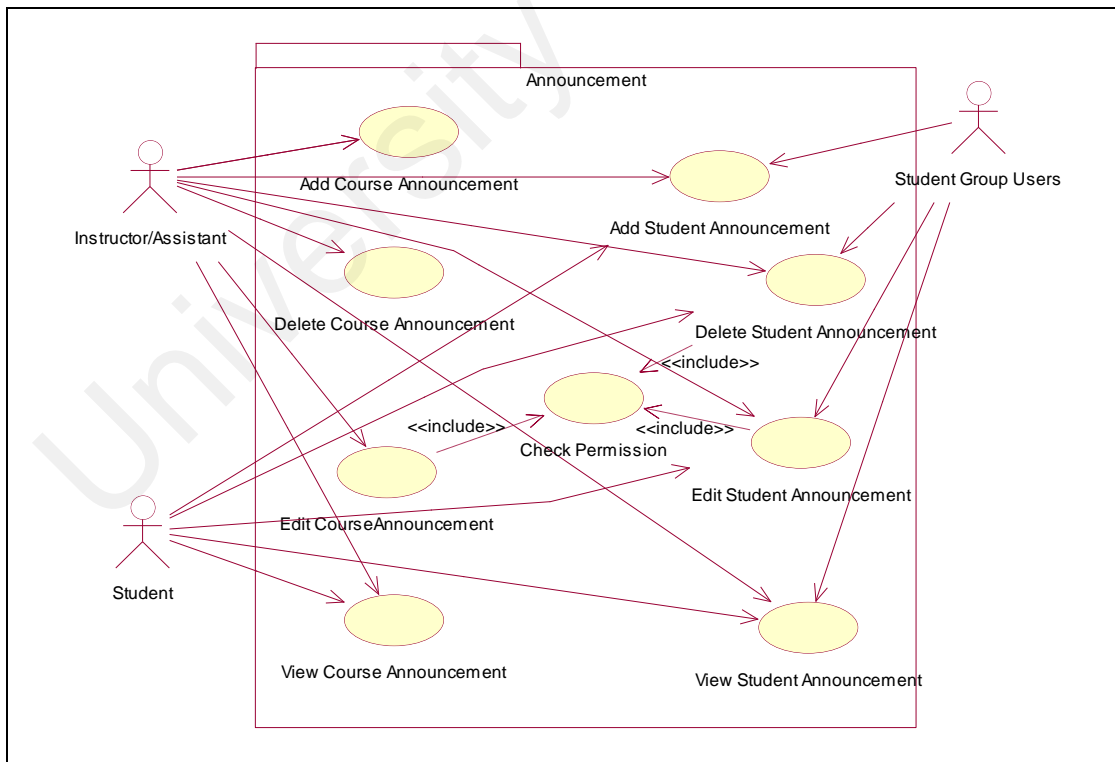 University
Announcement
Add Course Announcement
Student Group Users
Add Student Announcement
Instructor/Assistant
Delete Course Announcement
Delete Student Announcement
<<include>>
<<include>>
<<include>>
Check Permission
Edit Student Announcement
Edit CourseAnnouncement
Student
View Course Announcement
View Student Announcement